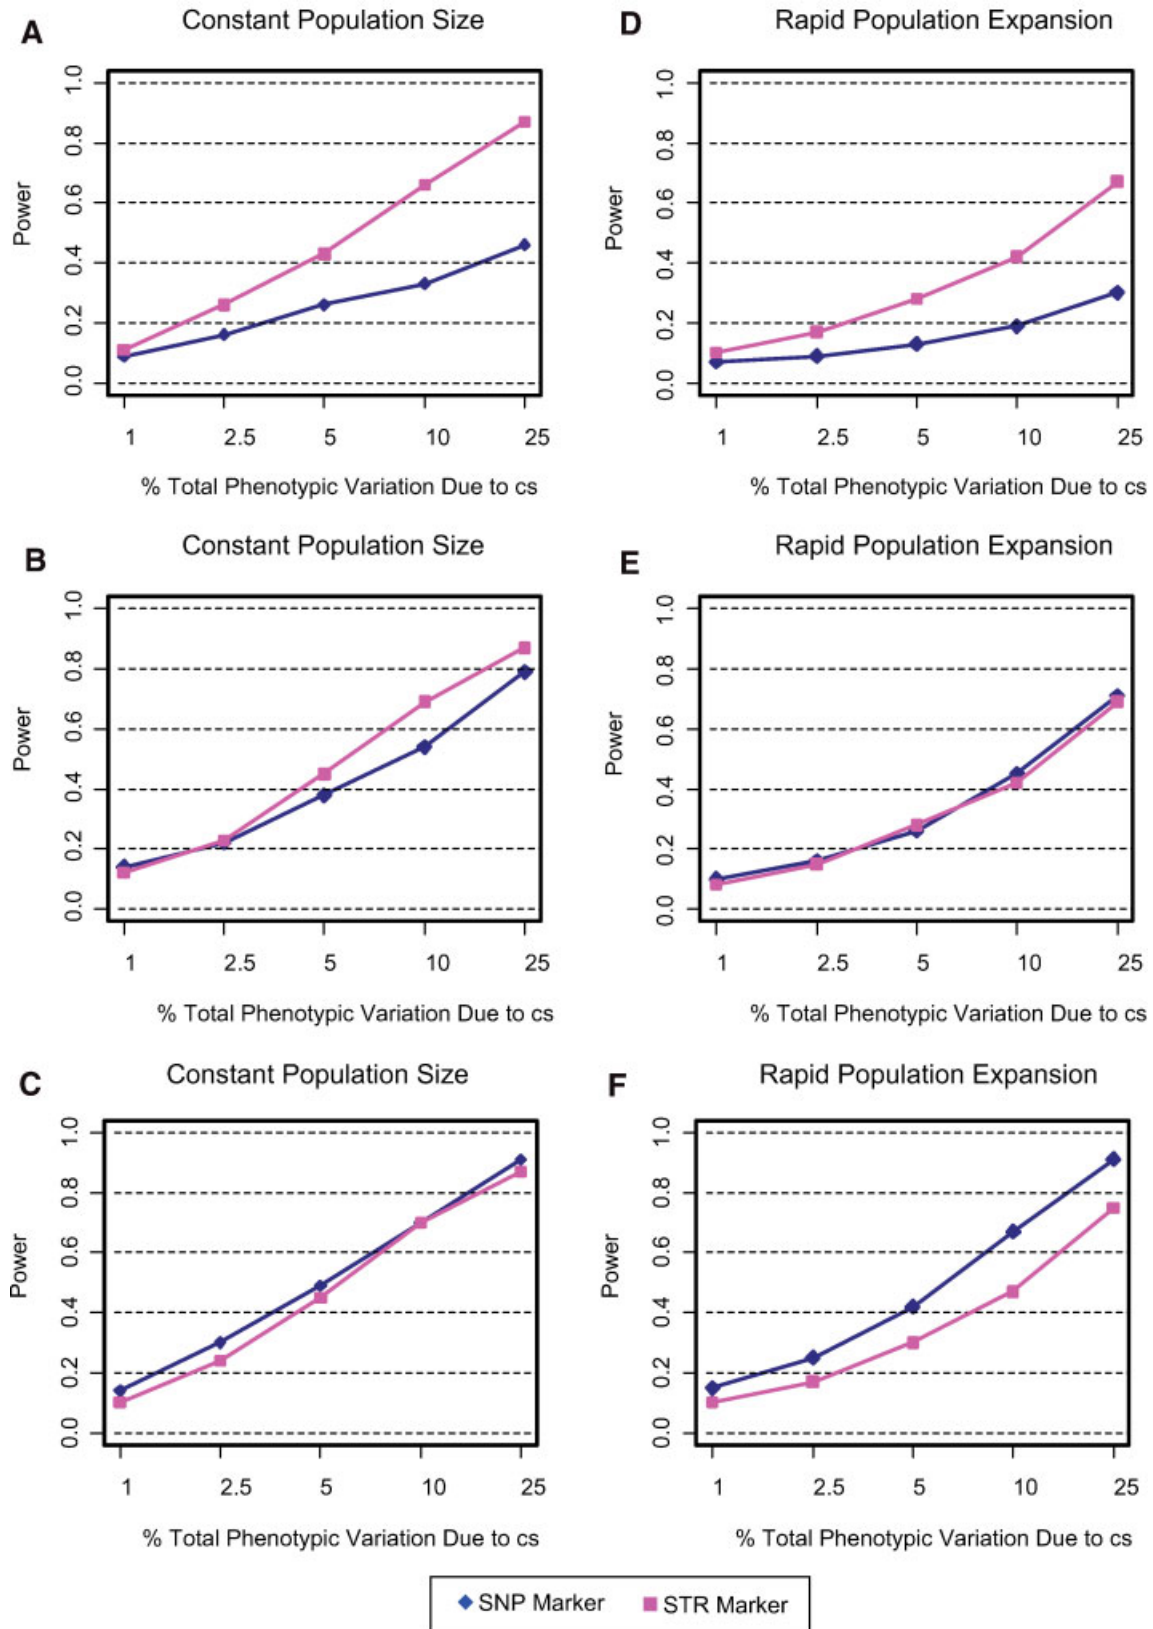 A
Constant Population Size
1.0
0.8
0.6
0.4
0.2
0.0
Power
1 2.5 5 10 25
% Total Phenotypic Variation Due to cs
D
Rapid Population Expansion
1.0
0.8
0.6
0.4
0.2
0.0
Power
1 2.5 5 10 25
% Total Phenotypic Variation Due to cs
B
Constant Population Size
1.0
0.8
0.6
0.4
0.2
0.0
Power
1 2.5 5 10 25
% Total Phenotypic Variation Due to cs
E
Rapid Population Expansion
1.0
0.8
0.6
0.4
0.2
0.0
Power
1 2.5 5 10 25
% Total Phenotypic Variation Due to cs
C
Constant Population Size
1.0
0.8
0.6
0.4
0.2
0.0
Power
1 2.5 5 10 25
% Total Phenotypic Variation Due to cs
F
Rapid Population Expansion
1.0
0.8
0.6
0.4
0.2
0.0
Power
1 2.5 5 10 25
% Total Phenotypic Variation Due to cs
SNP Marker
STR Marker